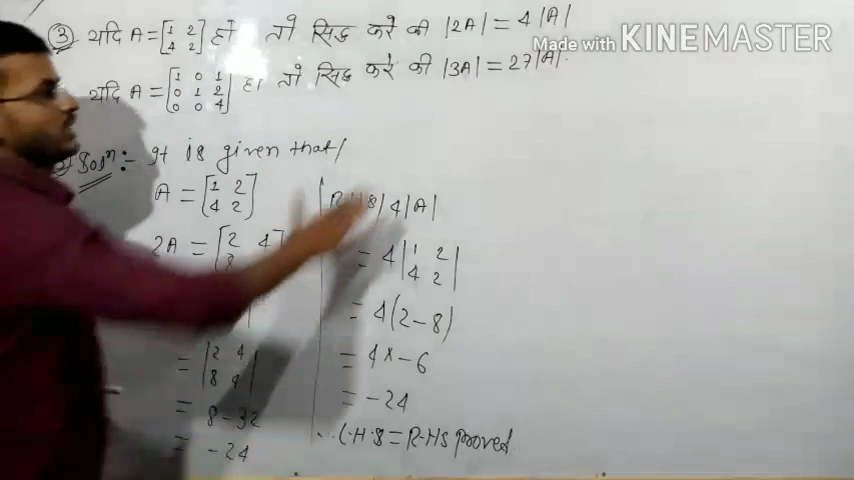 ③ यदि A = [1 2 4 2] हो तो सिद्ध करे की |2A| = 4|A|
Made with KINEMASTER
यदि A = [1 0 1 0 1 2 0 0 4] हो तो सिद्ध करे की |3A| = 27|A|.
Solⁿ:- It is given that/
A = [1 2 4 2]
2A = [2 4 8
= |2 4 8 4|
= 8 - 32
= -24
4|A|
= 4|1 2 4 2|
= 4(2-8)
= 4×-6
= -24
∴ L.H.S = R.HS proved